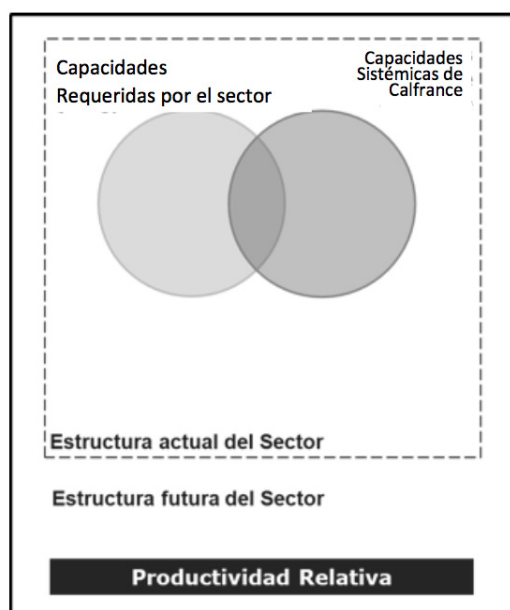 Capacidades
Requeridas por el sector
Capacidades
Sistémicas de
Calfrance
Estructura actual del Sector
Estructura futura del Sector
Productividad Relativa